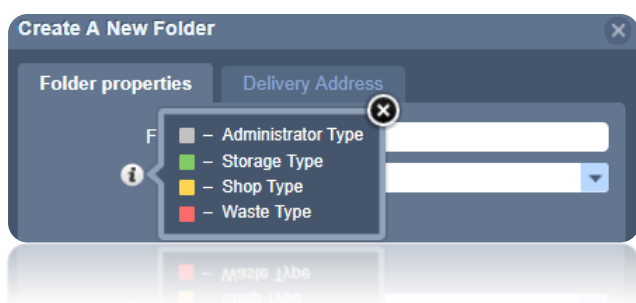 Create A New Folder
Folder properties
Delivery Address
F
– Administrator Type
– Storage Type
– Shop Type
– Waste Type